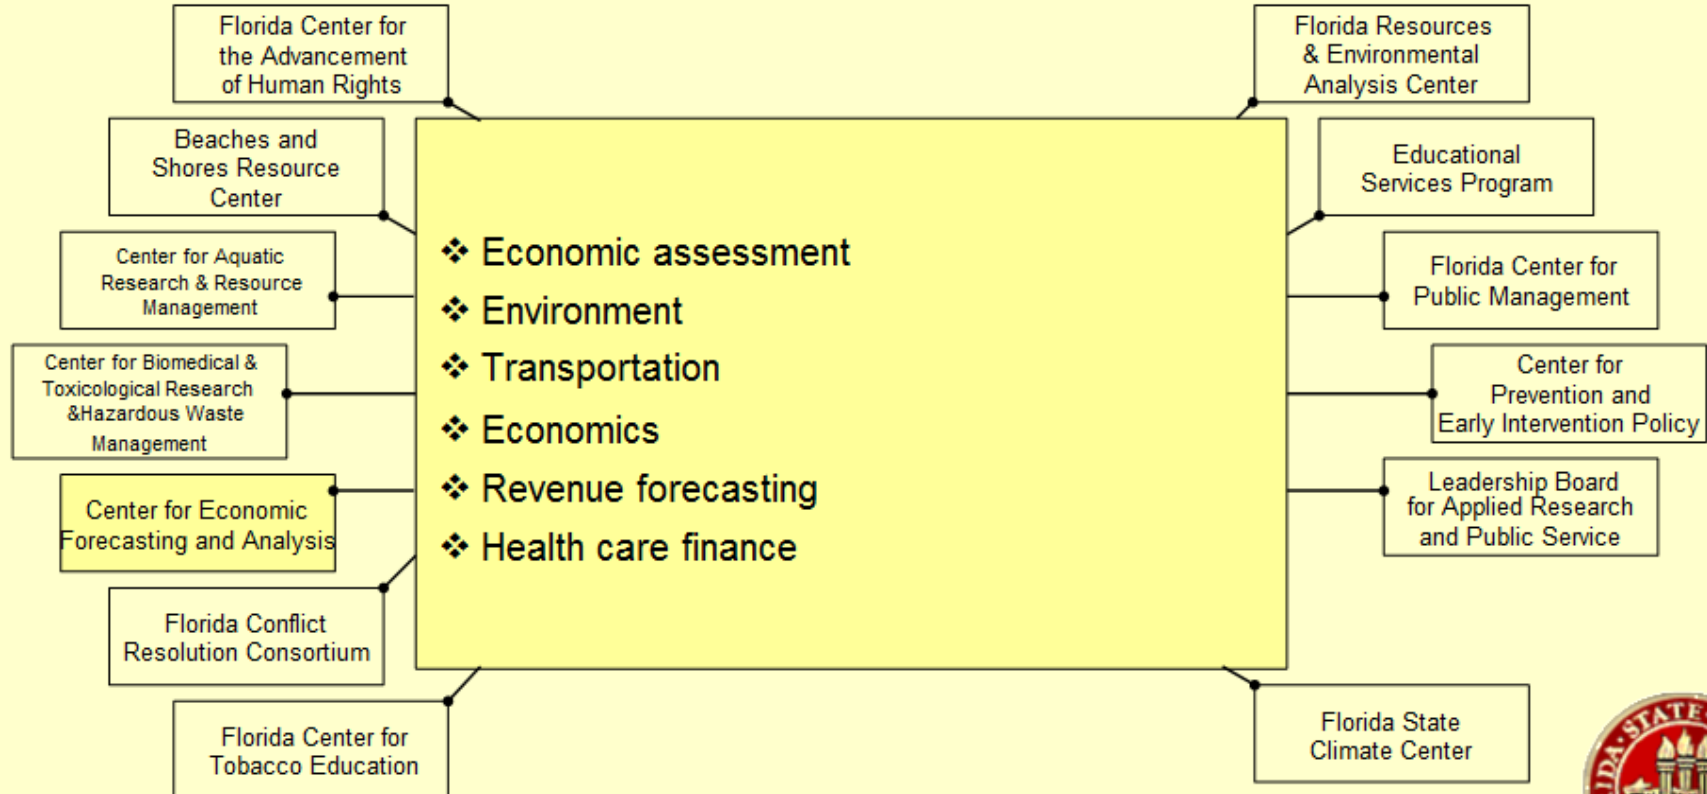 Florida Center for
the Advancement
of Human Rights
Beaches and
Shores Resource
Center
Center for Aquatic
Research & Resource
Management
Center for Biomedical &
Toxicological Research
&Hazardous Waste
Management
Center for Economic
Forecasting and Analysis
Florida Conflict
Resolution Consortium
Florida Center for
Tobacco Education
❖ Economic assessment
❖ Environment
❖ Transportation
❖ Economics
❖ Revenue forecasting
❖ Health care finance
Florida Resources
& Environmental
Analysis Center
Educational
Services Program
Florida Center for
Public Management
Center for
Prevention and
Early Intervention Policy
Leadership Board
for Applied Research
and Public Service
Florida State
Climate Center